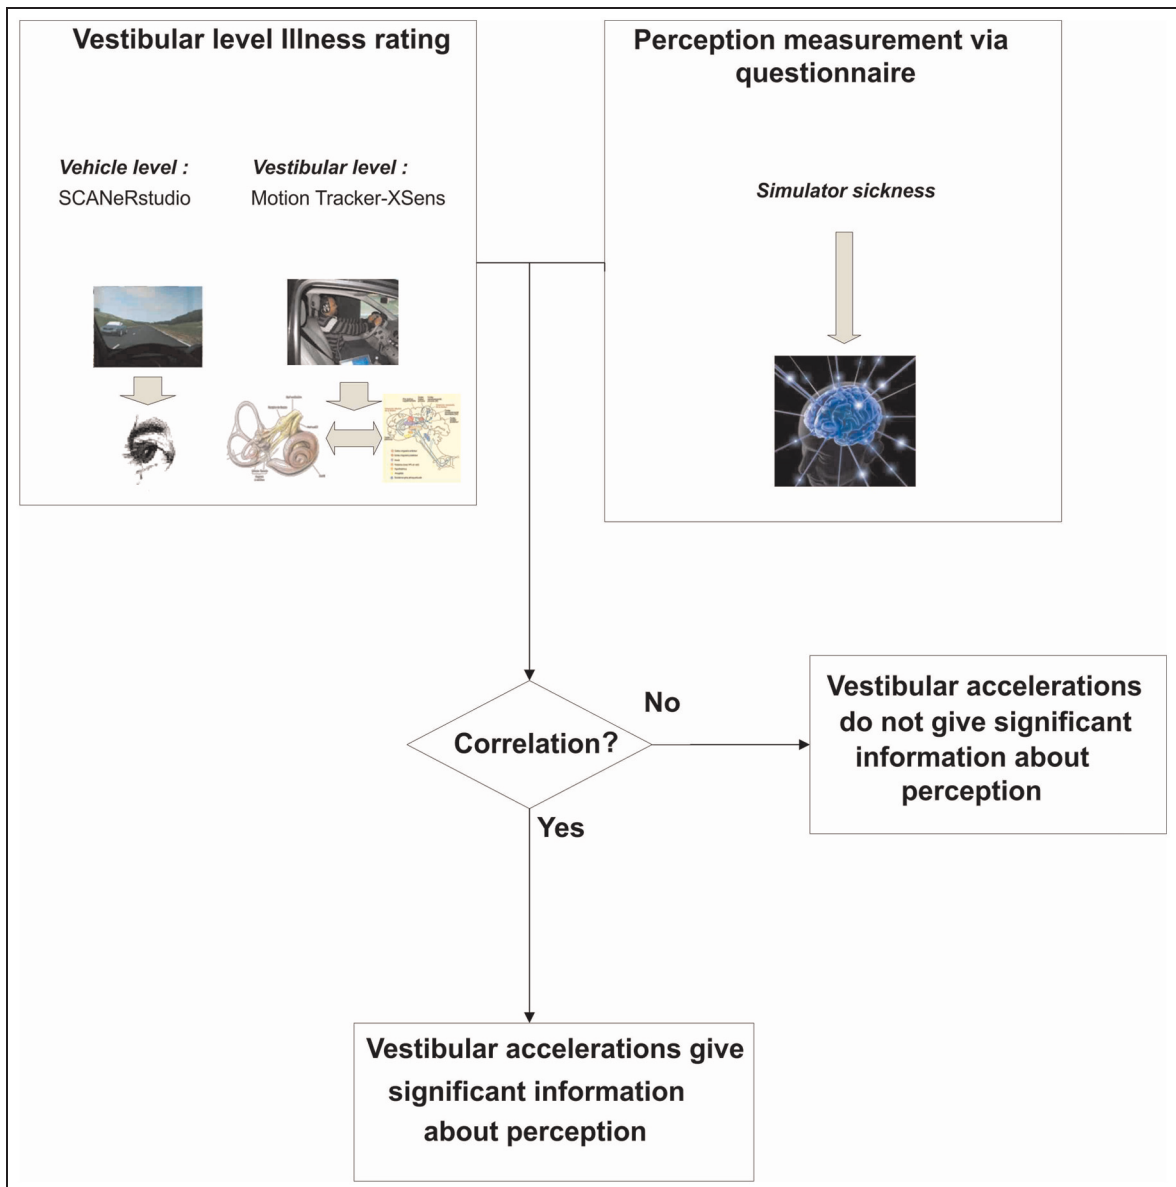 Vestibular level Illness rating
Vehicle level :
SCANeRstudio
Vestibular level :
Motion Tracker-XSens
Perception measurement via
questionnaire
Simulator sickness
Correlation?
No
Yes
Vestibular accelerations
do not give significant
information about
perception
Vestibular accelerations give
significant information
about perception